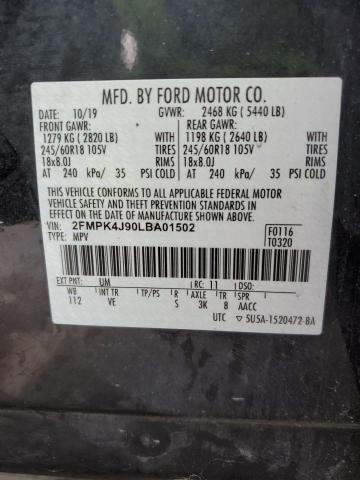 MFD. BY FORD MOTOR CO.
DATE: 10/19 GVWR: 2468 KG (5440 LB)
FRONT GAWR: REAR GAWR:
1279 KG (2820 LB) WITH 1198 KG (2640 LB) WITH
245/60R18 105V TIRES 245/60R18 105V TIRES
18x8.0J RIMS 18x8.0J RIMS
AT 240 kPa/ 35 PSI COLD AT 240 kPa/ 35 PSI COLD
THIS VEHICLE CONFORMS TO ALL APPLICABLE FEDERAL MOTOR
VEHICLE SAFETY AND THEFT PREVENTION STANDARDS IN EFFECT ON
THE DATE OF MANUFACTURE SHOWN ABOVE.
VIN: 2FMPK4J90LBA01502 F0116
TYPE: MPV T0320
EXT PNT: UM RC: 11 DSO:
WB INT TR TP/PS R AXLE TR SPR
112 VE S 3K 8 AACC
UTC 5U5A-1520472-BA